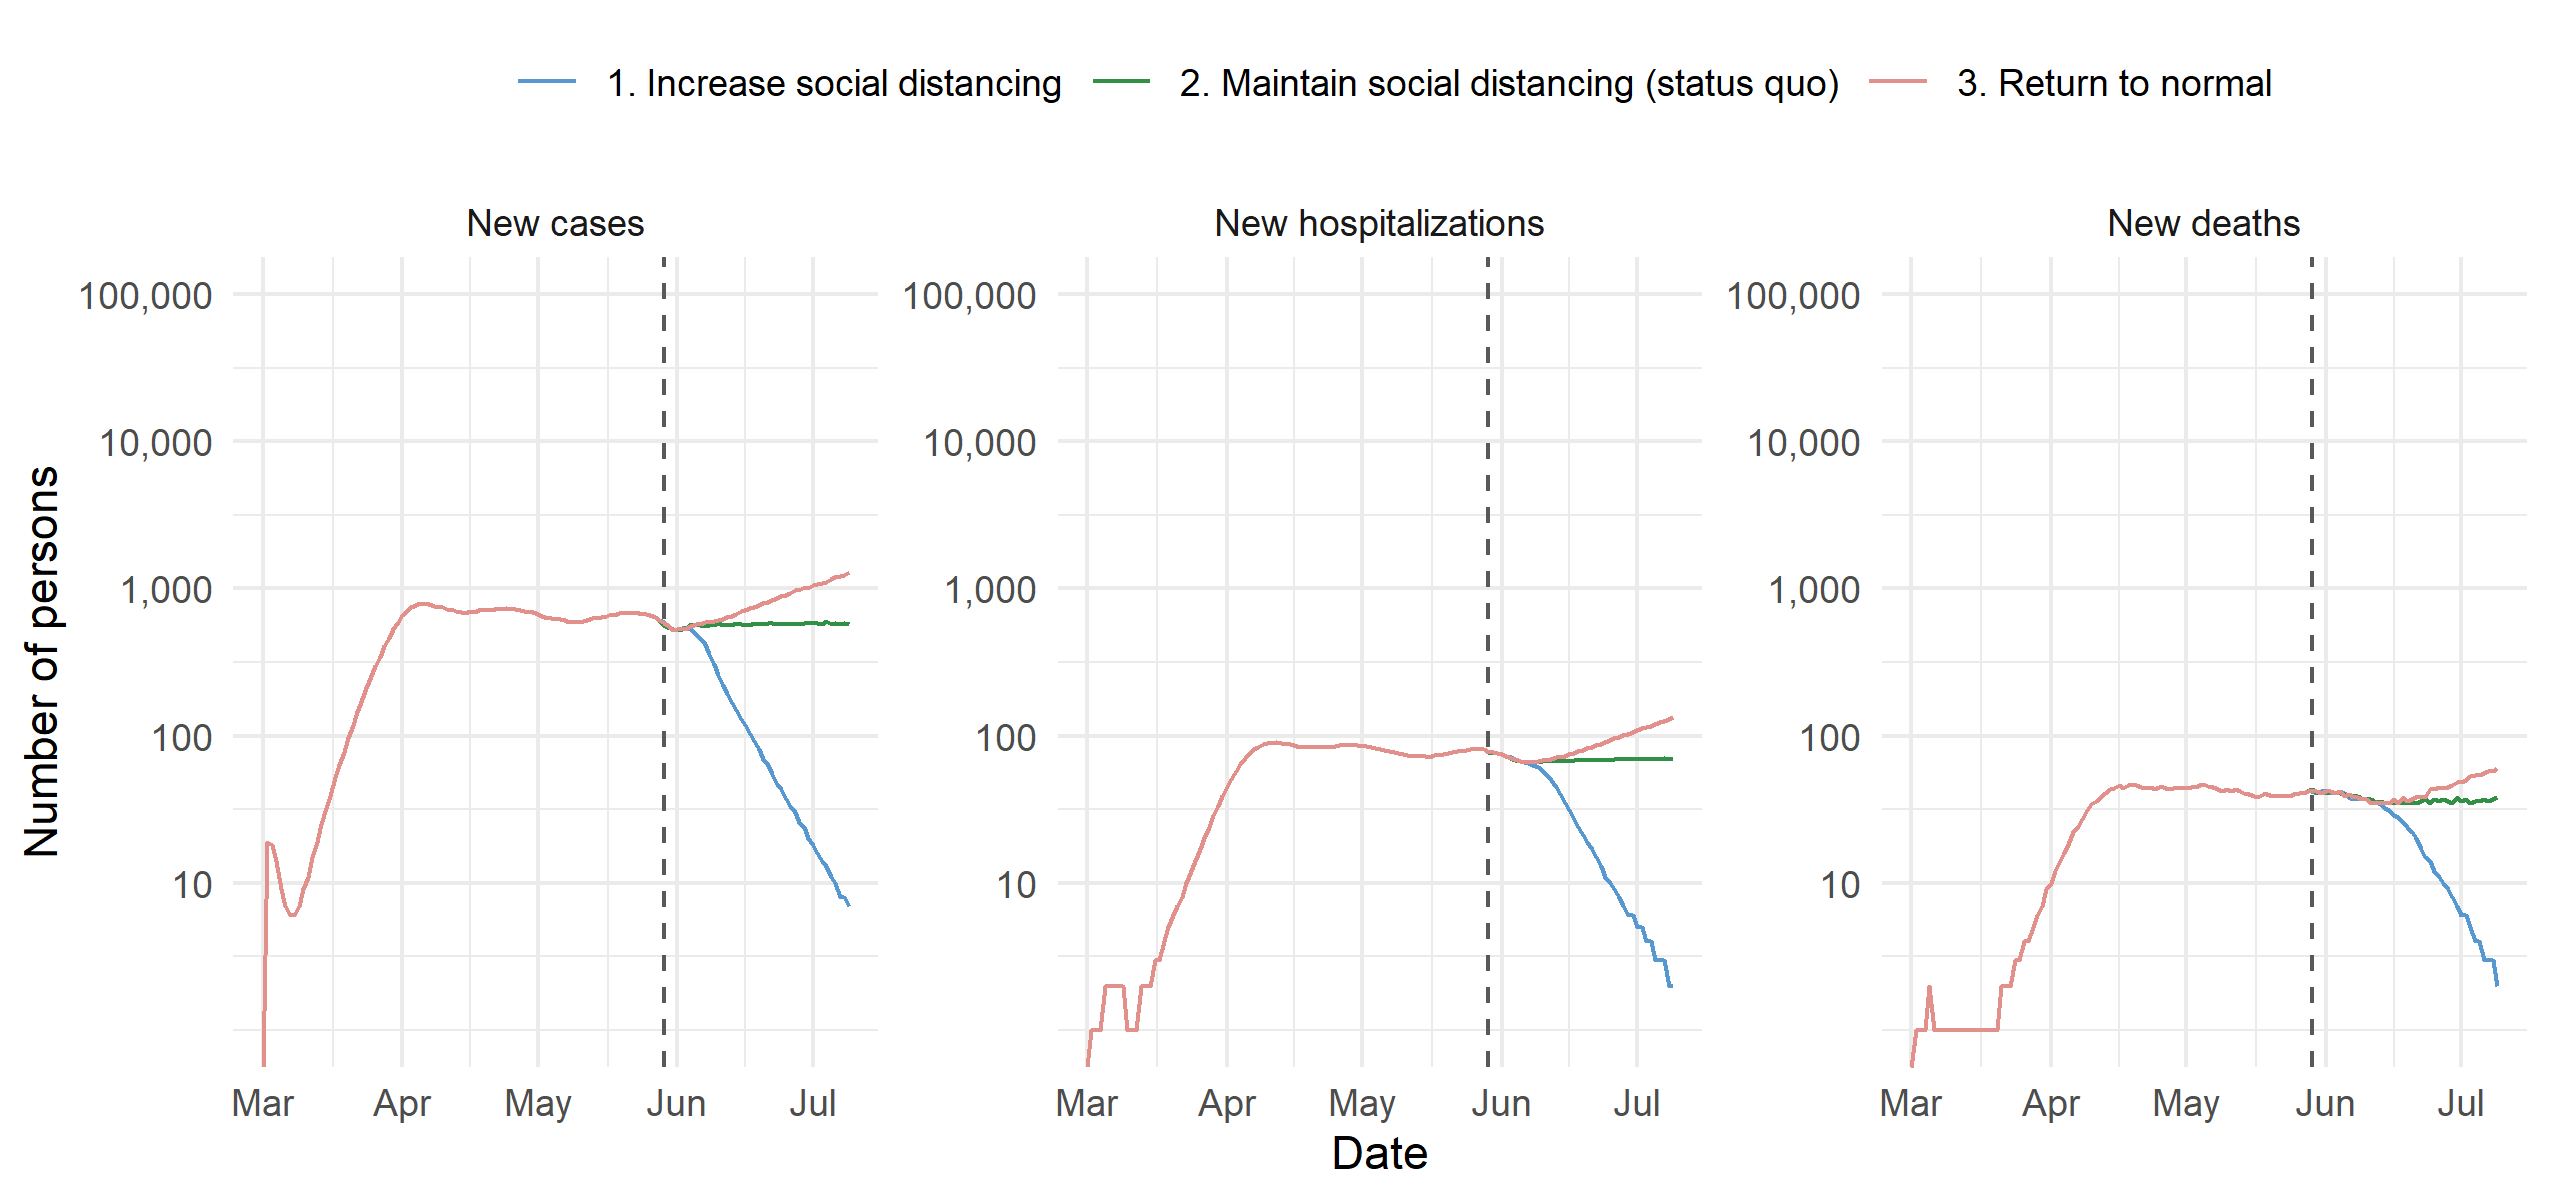 1. Increase social distancing 2. Maintain social distancing (status quo) 3. Return to normal
New cases New hospitalizations New deaths
Number of persons
100,000 100,000 100,000
10,000 10,000 10,000
1,000 1,000 1,000
100 100 100
10 10 10
Mar Apr May Jun Jul Mar Apr May Jun Jul Mar Apr May Jun Jul
Date